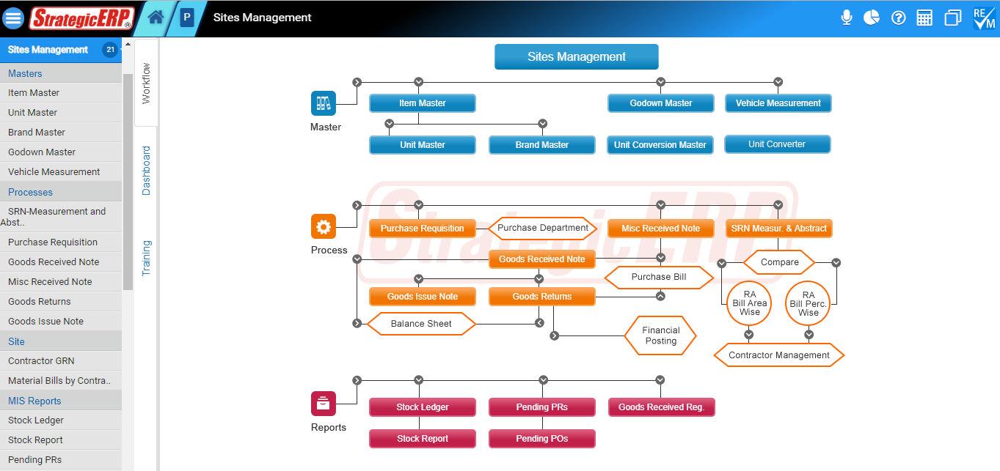 StrategicERP®
P
Sites Management
RE
M
Sites Management 21
Masters
Item Master
Unit Master
Brand Master
Godown Master
Vehicle Measurement
Processes
SRN-Measurement and
Abst..
Purchase Requisition
Goods Received Note
Misc Received Note
Goods Returns
Goods Issue Note
Site
Contractor GRN
Material Bills by Contra..
MIS Reports
Stock Ledger
Stock Report
Pending PRs
Workflow
Dashboard
Training
Sites Management
Master
Item Master
Godown Master
Vehicle Measurement
Unit Master
Brand Master
Unit Conversion Master
Unit Converter
StrategicERP
Process
Purchase Requisition
Purchase Department
Misc Received Note
SRN Measur. & Abstract
Goods Received Note
Compare
Purchase Bill
Goods Issue Note
Goods Returns
RA
Bill Area
Wise
RA
Bill Perc.
Wise
Balance Sheet
Financial
Posting
Contractor Management
Reports
Stock Ledger
Pending PRs
Goods Received Reg.
Stock Report
Pending POs